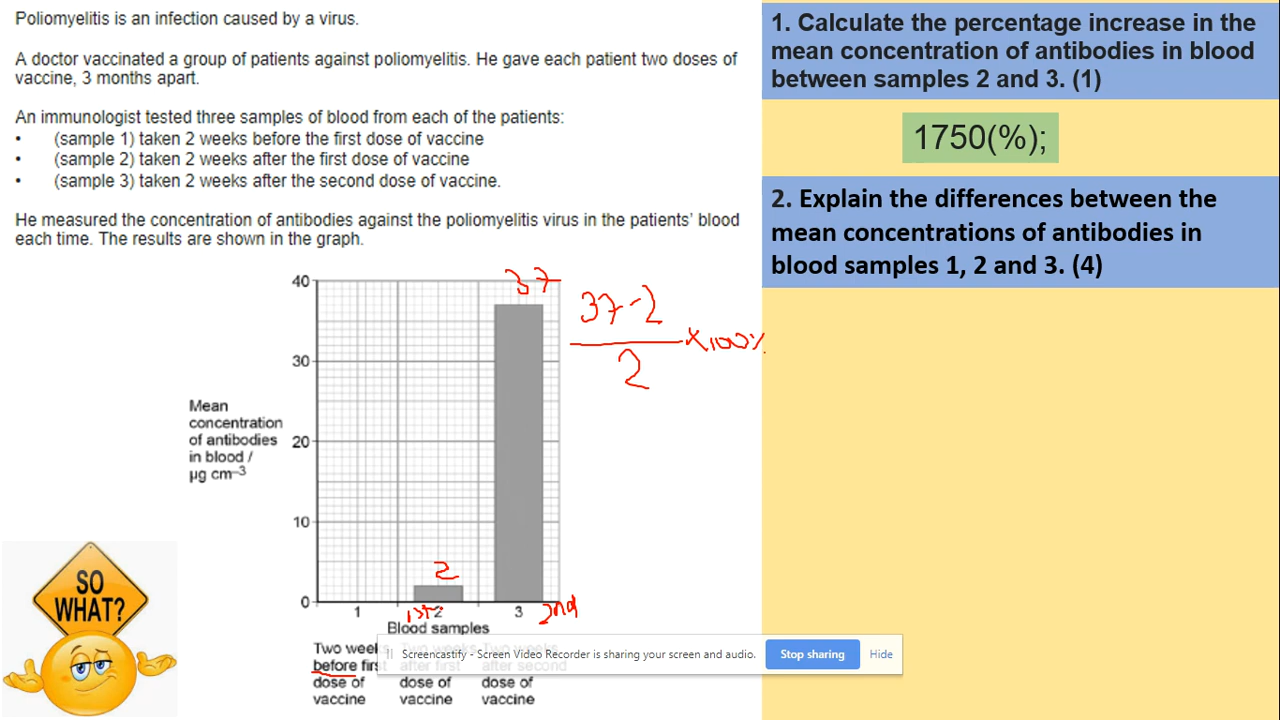 Poliomyelitis is an infection caused by a virus.
A doctor vaccinated a group of patients against poliomyelitis. He gave each patient two doses of
vaccine, 3 months apart.
An immunologist tested three samples of blood from each of the patients:
• (sample 1) taken 2 weeks before the first dose of vaccine
• (sample 2) taken 2 weeks after the first dose of vaccine
• (sample 3) taken 2 weeks after the second dose of vaccine.
He measured the concentration of antibodies against the poliomyelitis virus in the patients' blood
each time. The results are shown in the graph.
40
30
20
10
0
Mean
concentration
of antibodies
in blood /
µg cm⁻³
37
2
37-2
2
×100%
1 2 3
1st
2nd
Blood samples
Two weeks
before first
dose of
vaccine
Two weeks
after first
dose of
vaccine
Two weeks
after second
dose of
vaccine
SO
WHAT?
Screencastify - Screen Video Recorder is sharing your screen and audio.
Stop sharing
Hide
1. Calculate the percentage increase in the
mean concentration of antibodies in blood
between samples 2 and 3. (1)
1750(%);
2. Explain the differences between the
mean concentrations of antibodies in
blood samples 1, 2 and 3. (4)